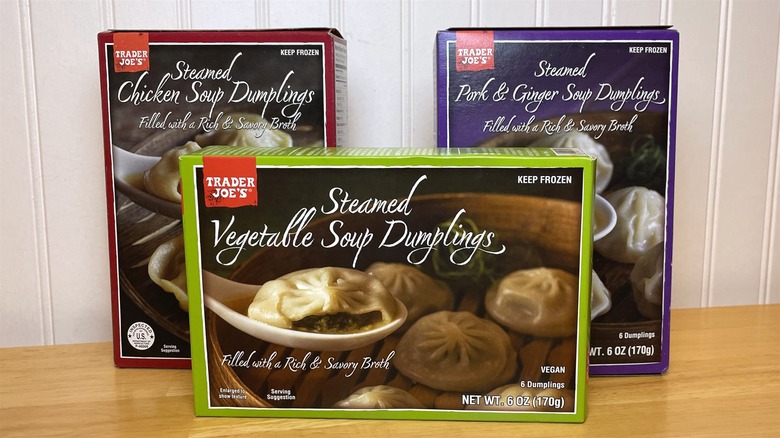 TRADER
JOE'S
KEEP FROZEN
Steamed
Chicken Soup Dumplings
Filled with a Rich & Savory Broth
INSPECTED
U.S.
Serving
Suggestion
TRADER
JOE'S
KEEP FROZEN
Steamed
Pork & Ginger Soup Dumplings
Filled with a Rich & Savory Broth
6 Dumplings
WT. 6 OZ (170g)
TRADER
JOE'S
KEEP FROZEN
Steamed
Vegetable Soup Dumplings
Filled with a Rich & Savory Broth
Enlarged to
show texture
Serving
Suggestion
VEGAN
6 Dumplings
NET WT. 6 OZ (170g)